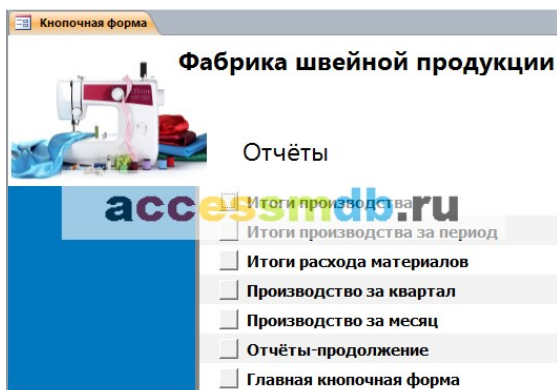 Кнопочная форма
Фабрика швейной продукции
Отчёты
accessmdb.ru
Итоги производства
Итоги производства за период
Итоги расхода материалов
Производство за квартал
Производство за месяц
Отчёты-продолжение
Главная кнопочная форма